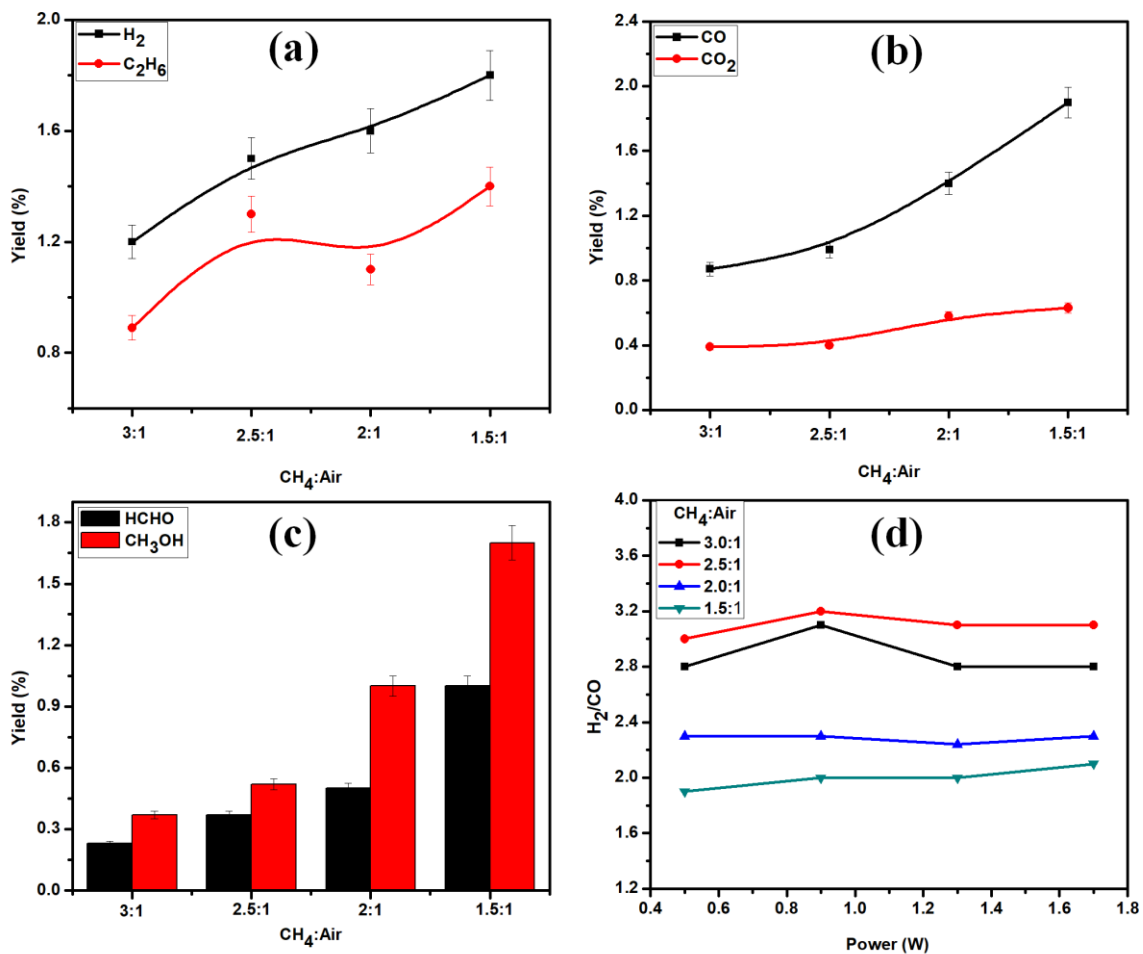 (a)
H2
C2H6
2.0
1.6
1.2
0.8
Yield (%)
3:1 2.5:1 2:1 1.5:1
CH4:Air
(b)
CO
CO2
2.4
2.0
1.6
1.2
0.8
0.4
0.0
Yield (%)
3:1 2.5:1 2:1 1.5:1
CH4:Air
(c)
HCHO
CH3OH
1.8
1.5
1.2
0.9
0.6
0.3
0.0
Yield (%)
3:1 2.5:1 2:1 1.5:1
CH4:Air
(d)
CH4:Air
3.0:1
2.5:1
2.0:1
1.5:1
4.0
3.6
3.2
2.8
2.4
2.0
1.6
1.2
H2/CO
0.4 0.6 0.8 1.0 1.2 1.4 1.6 1.8
Power (W)